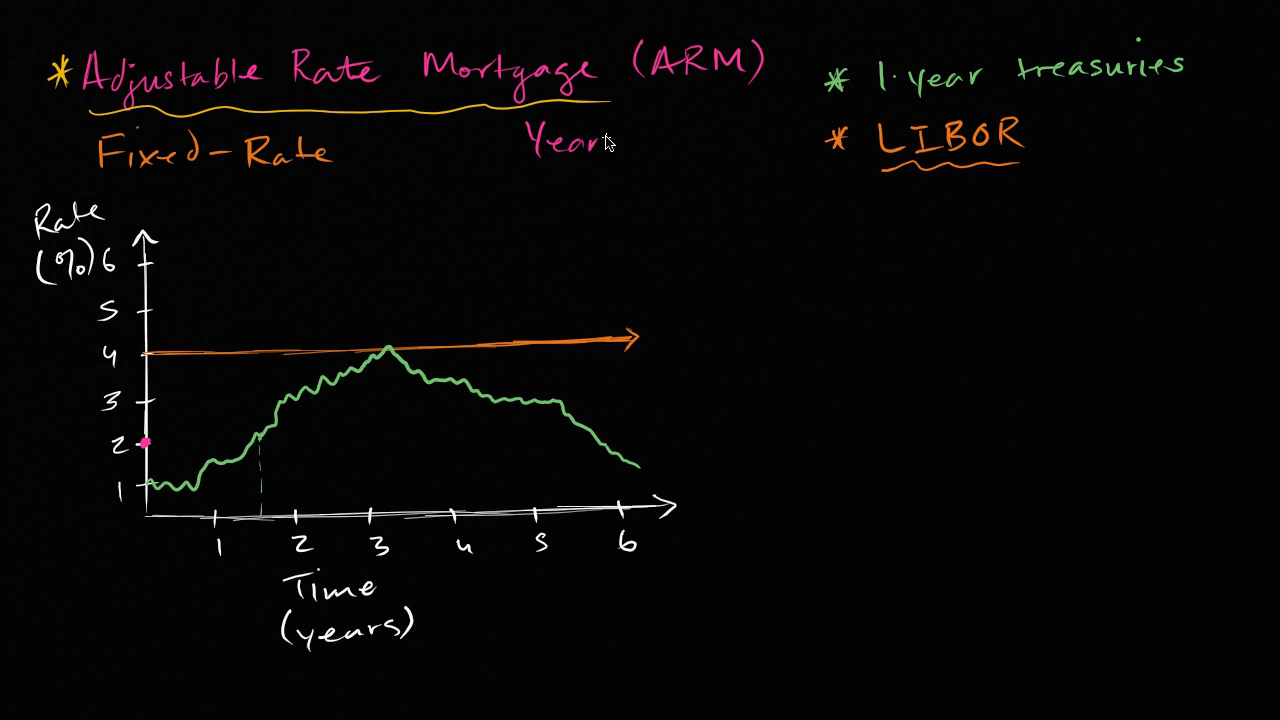 * Adjustable Rate Mortgage (ARM)
Fixed-Rate
Year
* 1-year treasuries
* LIBOR
Rate
(%)
6
5
4
3
2
1
1 2 3 4 5 6
Time
(years)